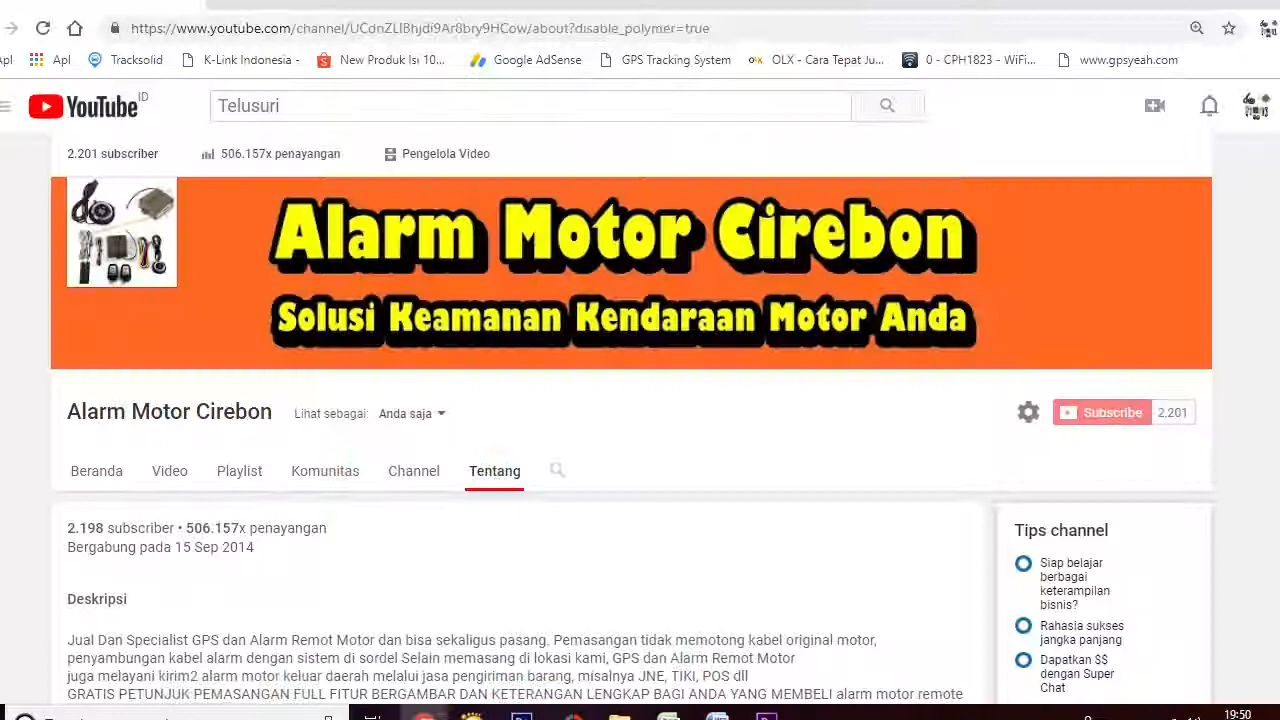 https://www.youtube.com/channel/UCdnZLIBhjdi9Ar8bry9HCow/about?disable_polymer=true
Apl Tracksolid K-Link Indonesia - New Produk Isi 10... Google AdSense GPS Tracking System OLX - Cara Tepat Ju... 0 - CPH1823 – WiFi... www.gpsyeah.com
YouTube ID Telusuri
2.201 subscriber 506.157x penayangan Pengelola Video
Alarm Motor Cirebon
Solusi Keamanan Kendaraan Motor Anda
Alarm Motor Cirebon Lihat sebagai: Anda saja Subscribe 2.201
Beranda Video Playlist Komunitas Channel Tentang
2.198 subscriber • 506.157x penayangan
Bergabung pada 15 Sep 2014
Deskripsi
Jual Dan Specialist GPS dan Alarm Remot Motor dan bisa sekaligus pasang. Pemasangan tidak memotong kabel original motor,
penyambungan kabel alarm dengan sistem di sordel Selain memasang di lokasi kami, GPS dan Alarm Remot Motor
juga melayani kirim2 alarm motor keluar daerah melalui jasa pengiriman barang, misalnya JNE, TIKI, POS dll
GRATIS PETUNJUK PEMASANGAN FULL FITUR BERGAMBAR DAN KETERANGAN LENGKAP BAGI ANDA YANG MEMBELI alarm motor remote
Tips channel
Siap belajar
berbagai
keterampilan
bisnis?
Rahasia sukses
jangka panjang
Dapatkan $$
dengan Super
Chat
19:50